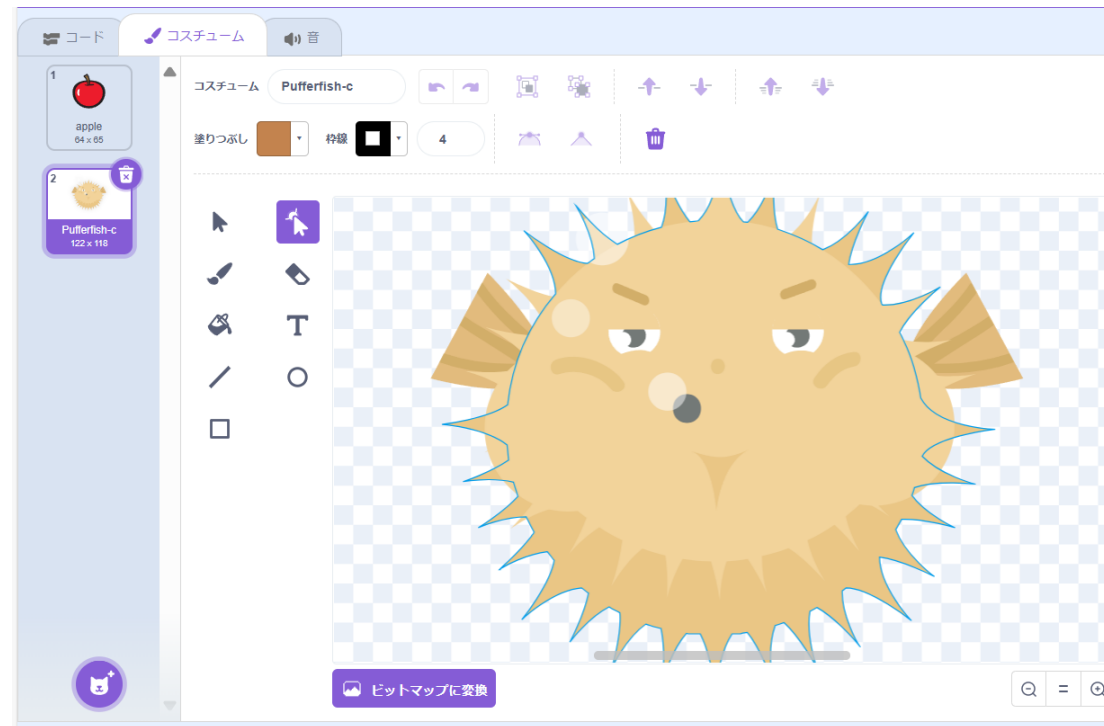 コード
コスチューム
音
1
apple
64 x 65
2
Pufferfish-c
122 x 118
コスチューム
Pufferfish-c
塗りつぶし
枠線
4
T
ビットマップに変換